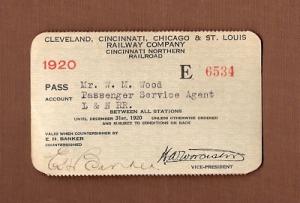 CLEVELAND, CINCINNATI, CHICAGO & ST. LOUIS
RAILWAY COMPANY
CINCINNATI NORTHERN
RAILROAD
1920
E 6534
PASS Mr. W. M. Wood
ACCOUNT Passenger Service Agent
L & N RR.
BETWEEN ALL STATIONS
UNTIL DECEMBER 31ST, 1920 UNLESS OTHERWISE ORDERED
AND SUBJECT TO CONDITIONS ON BACK
VALID WHEN COUNTERSIGNED BY
E. H. BANKER
E H Banker
VICE-PRESIDENT